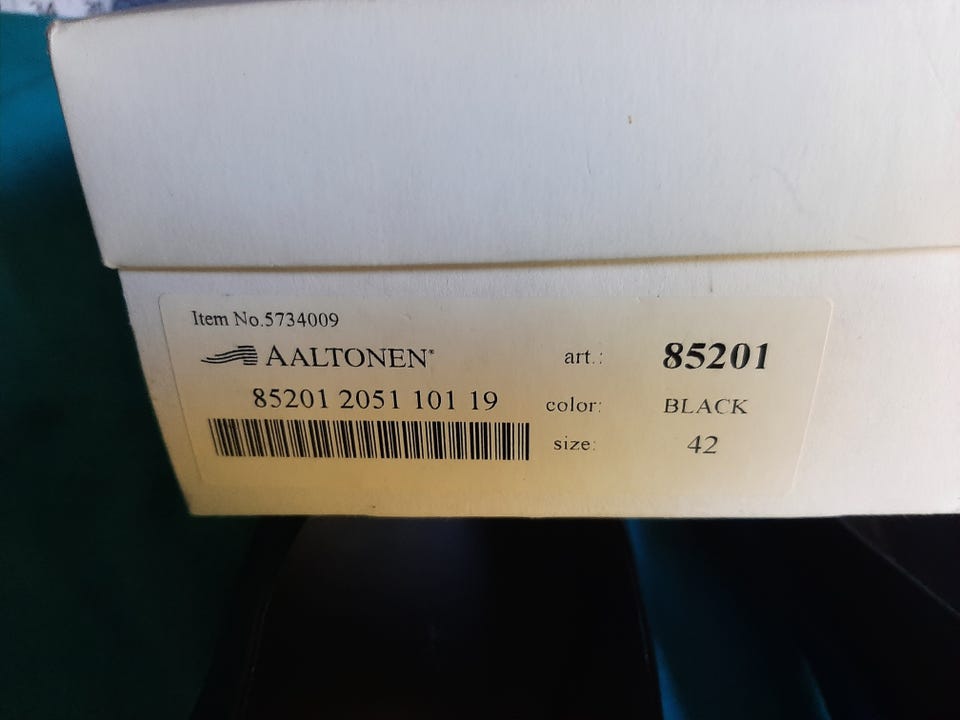 Item No.5734009
AALTONEN
85201 2051 101 19
art.: 85201
color: BLACK
size: 42